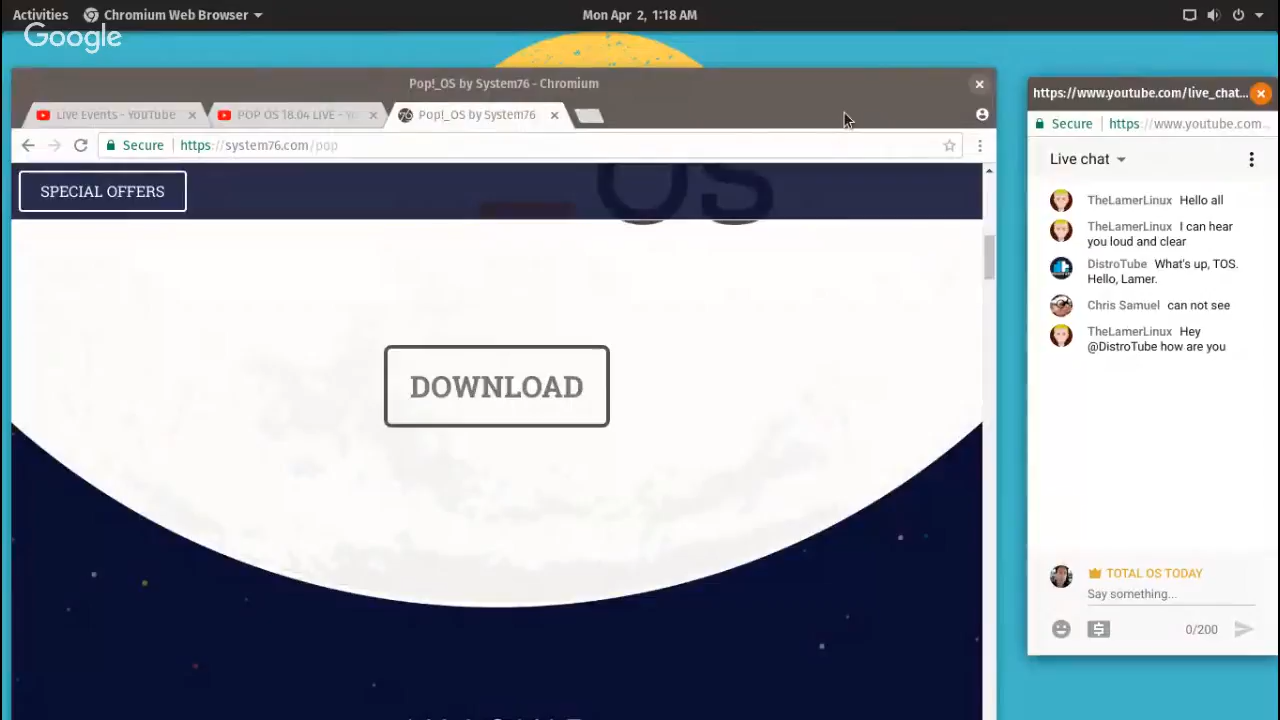 Activities
Chromium Web Browser
Mon Apr 2, 1:18 AM
Google
Pop!_OS by System76 - Chromium
Live Events - YouTube
POP OS 18.04 LIVE -
Pop!_OS by System76
Secure
https://system76.com/pop
SPECIAL OFFERS
OS
DOWNLOAD
https://www.youtube.com/live_chat...
Secure
https://www.youtube.com...
Live chat
TheLamerLinux Hello all
TheLamerLinux I can hear
you loud and clear
DistroTube What's up, TOS.
Hello, Lamer.
Chris Samuel can not see
TheLamerLinux Hey
@DistroTube how are you
TOTAL OS TODAY
Say something...
0/200